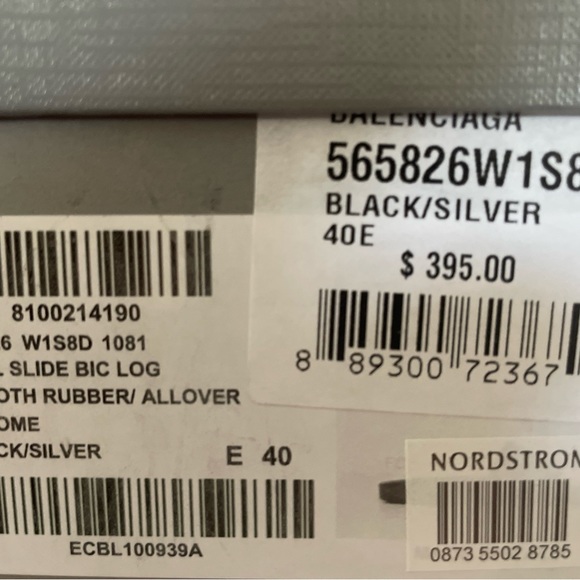 BALENCIAGA
565826W1S8
BLACK/SILVER
40E
$ 395.00
8 89300 72367
8100214190
6 W1S8D 1081
. SLIDE BIC LOG
OTH RUBBER/ ALLOVER
OME
CK/SILVER
E 40
ECBL100939A
NORDSTROM
0873 5502 8785